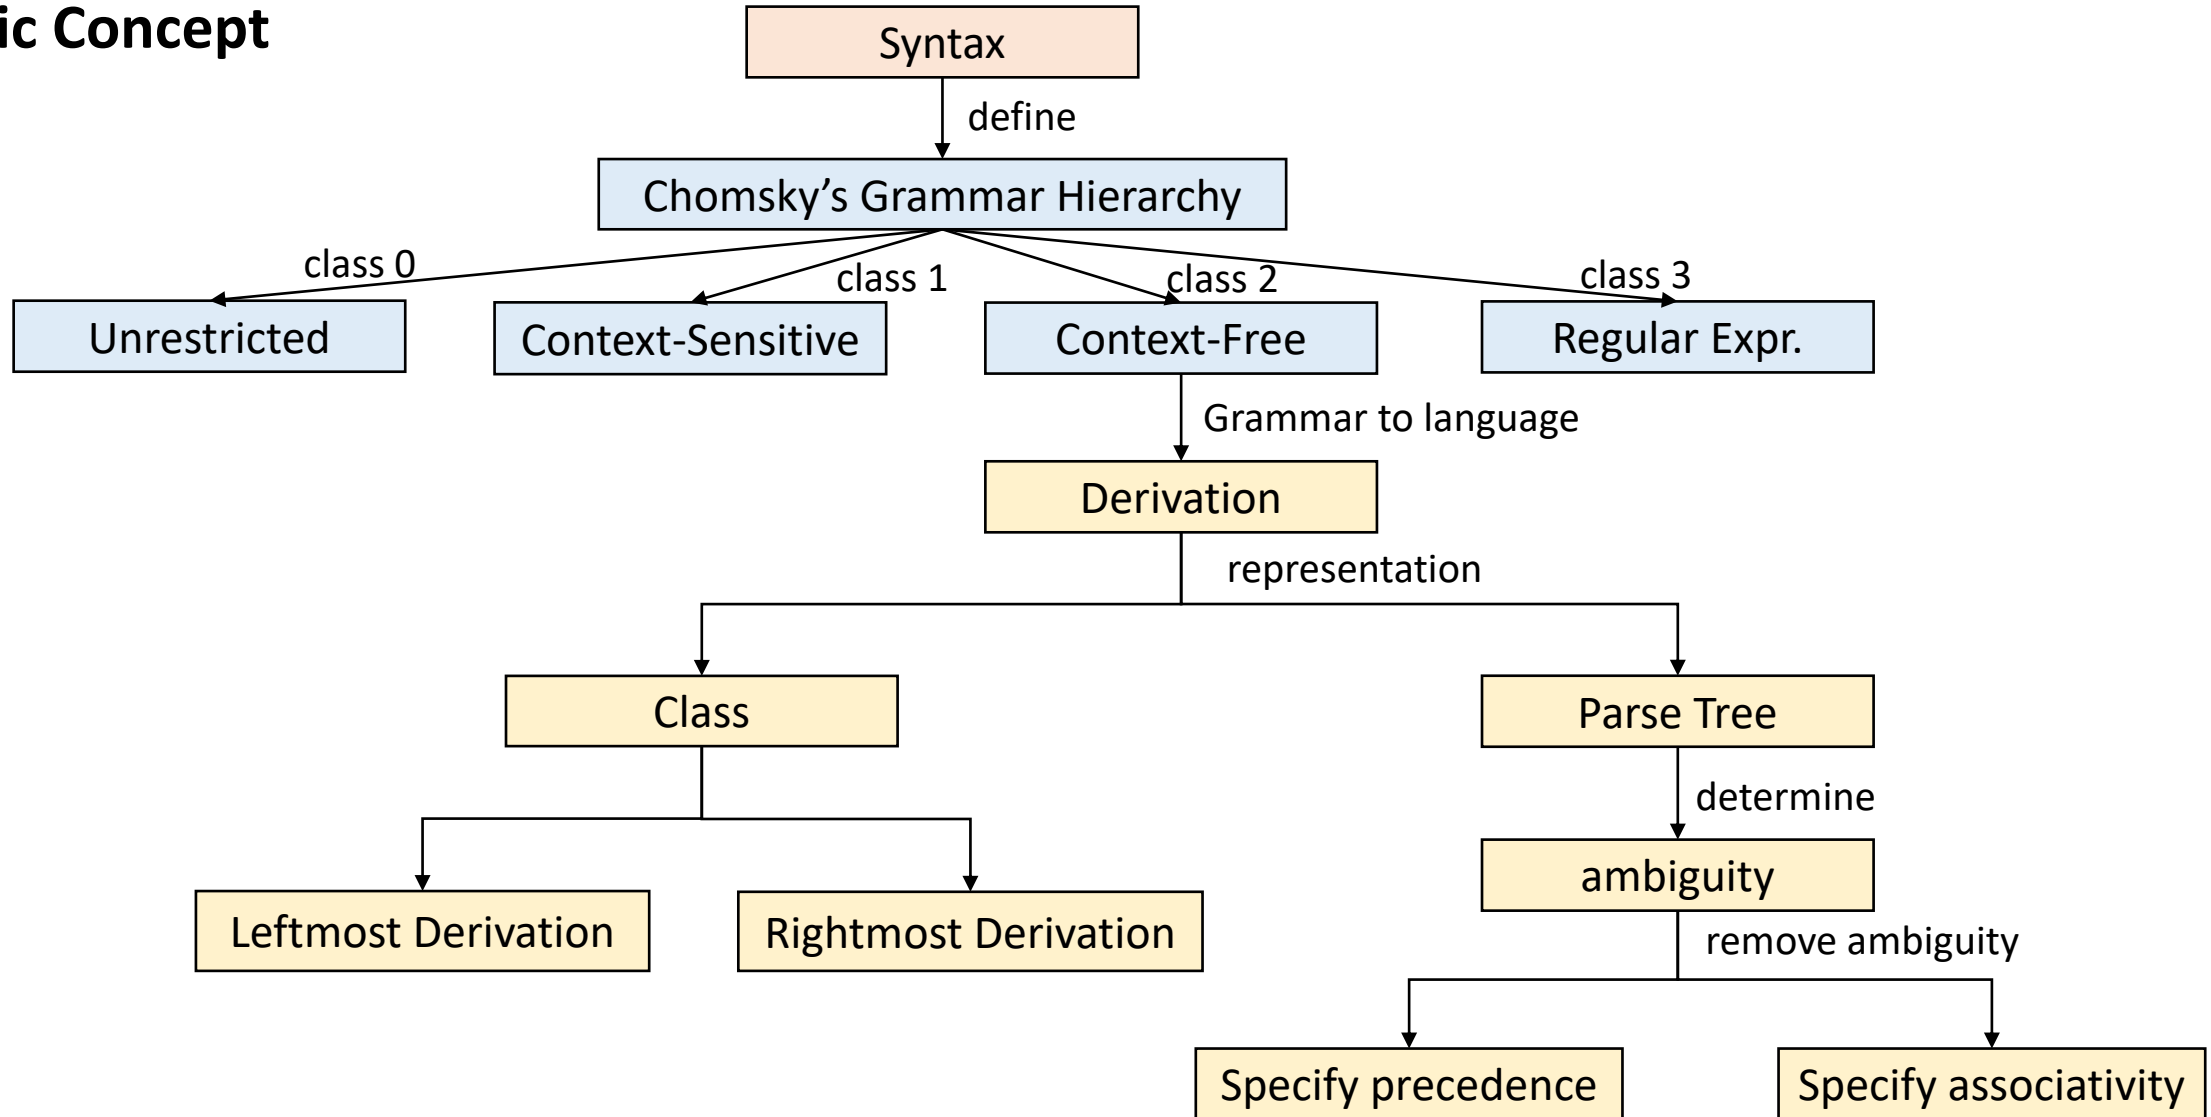 ic Concept
Syntax
define
Chomsky’s Grammar Hierarchy
class 0
class 1
class 2
class 3
Unrestricted
Context-Sensitive
Context-Free
Regular Expr.
Grammar to language
Derivation
representation
Class
Parse Tree
determine
ambiguity
Leftmost Derivation
Rightmost Derivation
remove ambiguity
Specify precedence
Specify associativity